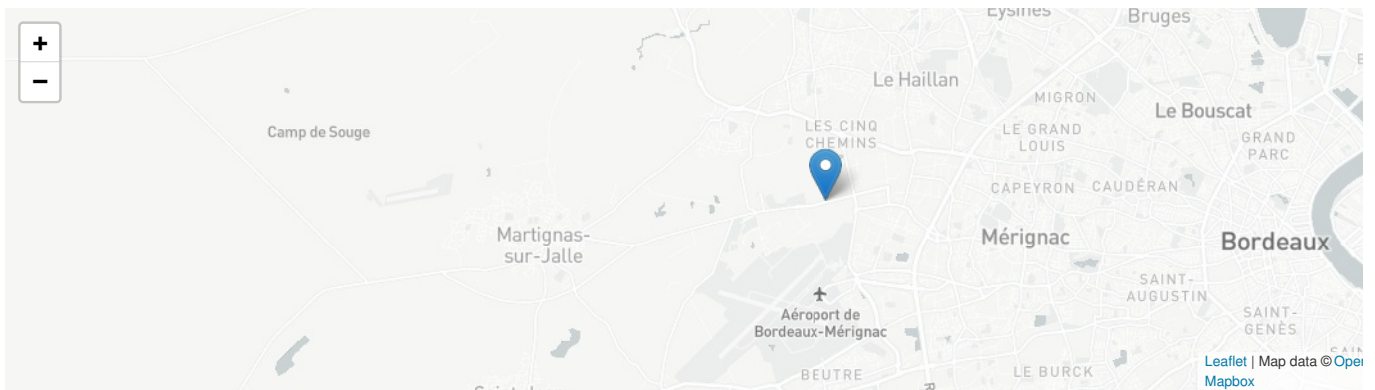 Eysines
Bruges
+
−
Le Haillan
MIGRON
Le Bouscat
Camp de Souge
LES CINQ
CHEMINS
LE GRAND
LOUIS
GRAND
PARC
CAPEYRON
CAUDÉRAN
Martignas-
sur-Jalle
Mérignac
Bordeaux
SAINT-
AUGUSTIN
Aéroport de
Bordeaux-Mérignac
SAINT-
GENÈS
BEUTRE
LE BURCK
Leaflet | Map data © Open
Mapbox